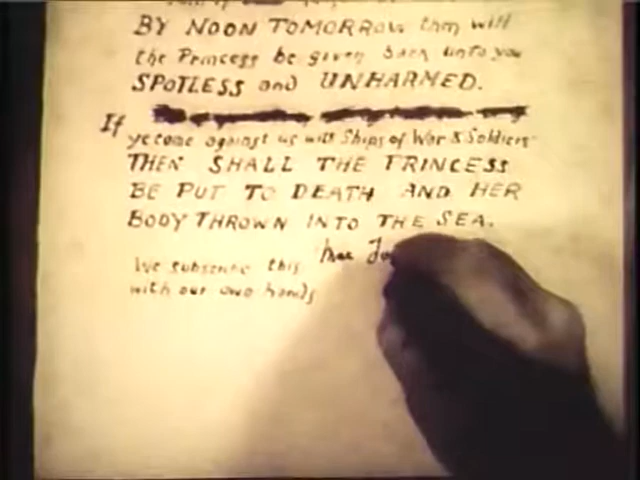 BY NOON TOMORROW then will
the Princess be given back unto you
SPOTLESS and UNHARMED.
If
ye come against us with Ships of War & Soldiers
THEN SHALL THE PRINCESS
BE PUT TO DEATH AND HER
BODY THROWN INTO THE SEA.
We subscribe this
with our own hands